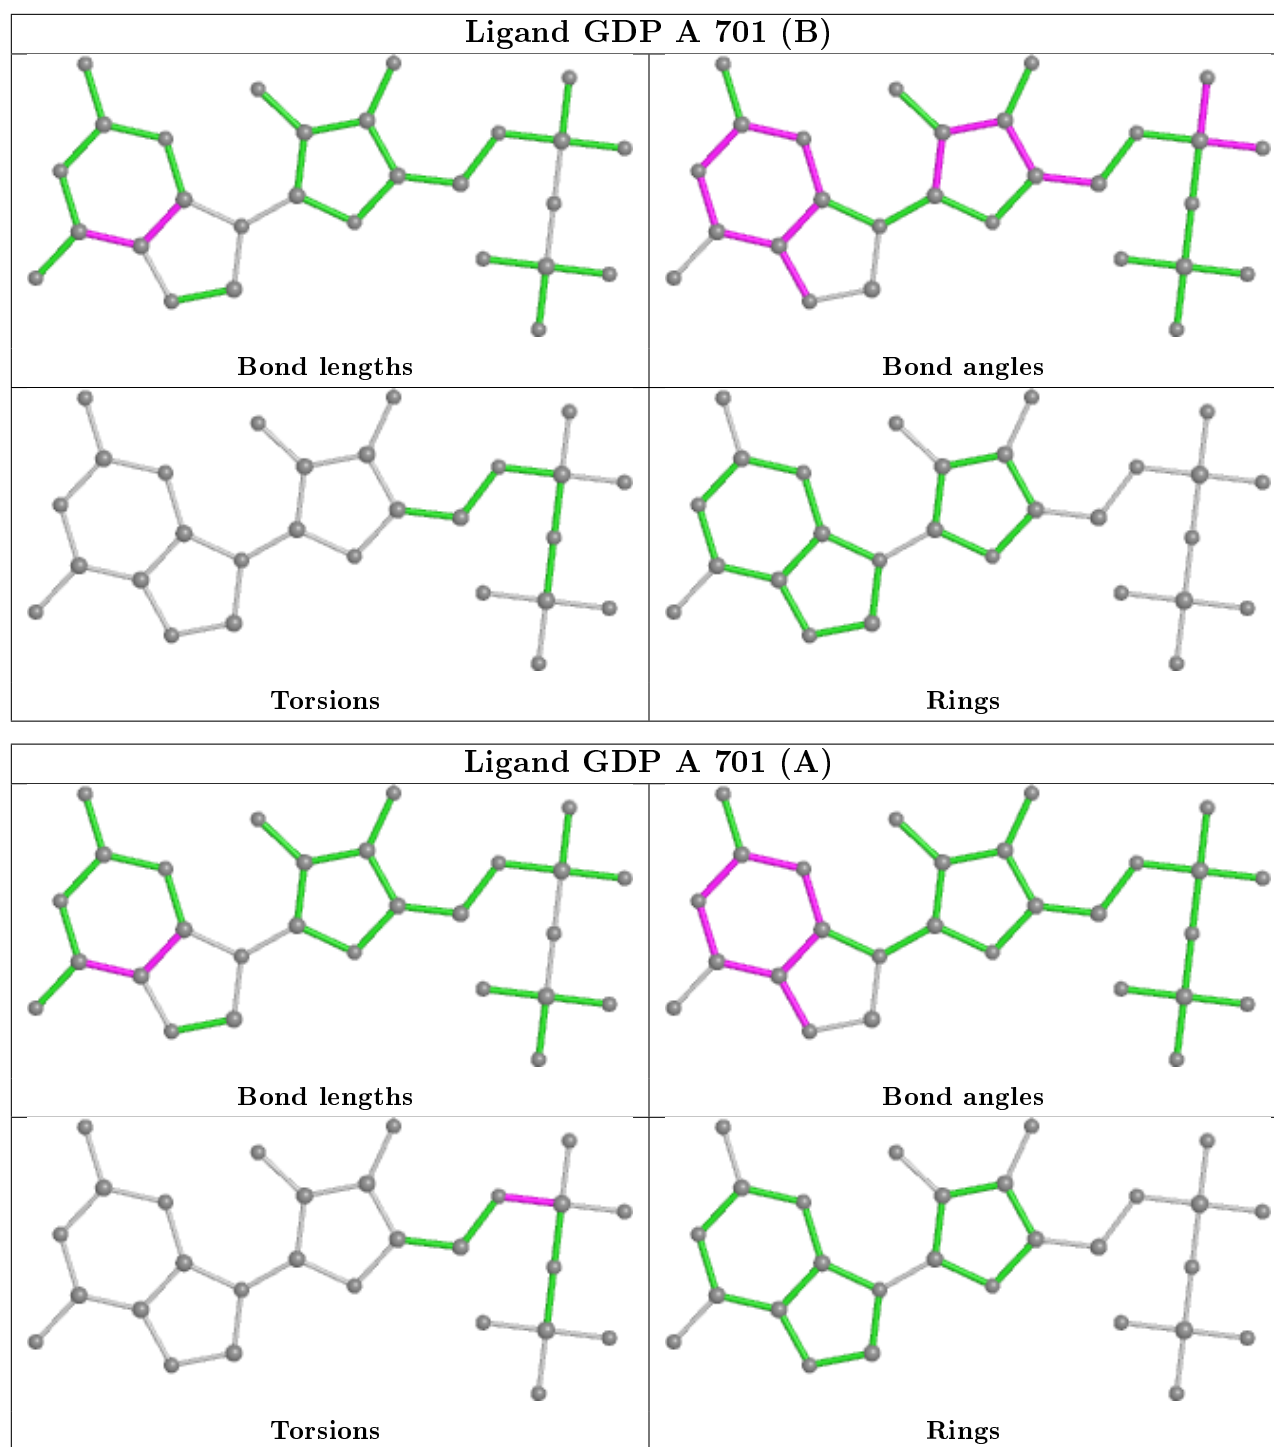 Ligand GDP A 701 (B)
Bond lengths
Bond angles
Torsions
Rings
Ligand GDP A 701 (A)
Bond lengths
Bond angles
Torsions
Rings